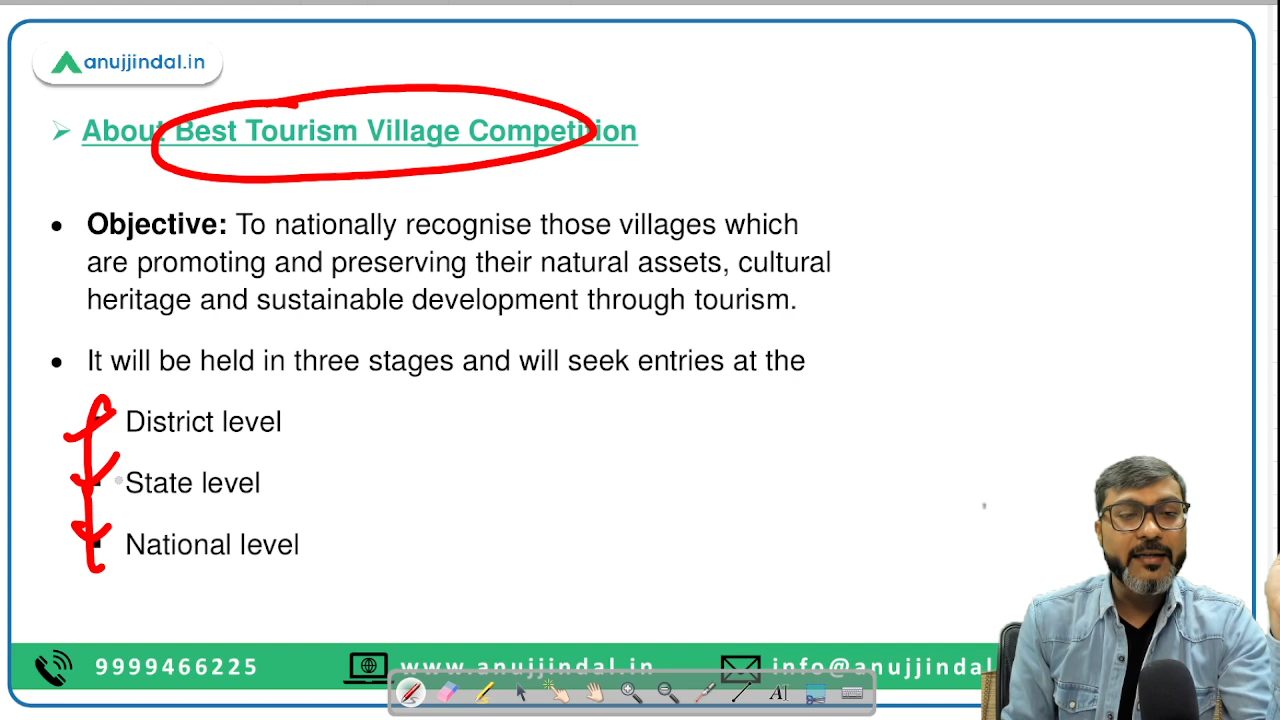 anujjindal.in
About Best Tourism Village Competition
Objective: To nationally recognise those villages which
are promoting and preserving their natural assets, cultural
heritage and sustainable development through tourism.
It will be held in three stages and will seek entries at the
District level
State level
National level
9999466225 www.anujjindal.in info@anujjindal